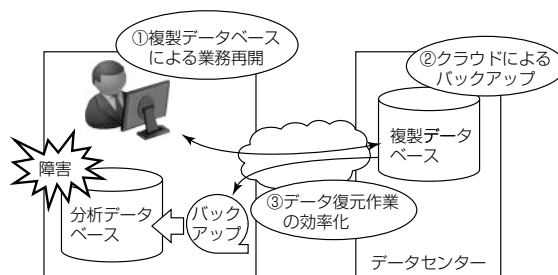 ①複製データベース
による業務再開
②クラウドによる
バックアップ
複製データ
ベース
障害
分析データ
ベース
バック
アップ
③データ復元作業
の効率化
データセンター